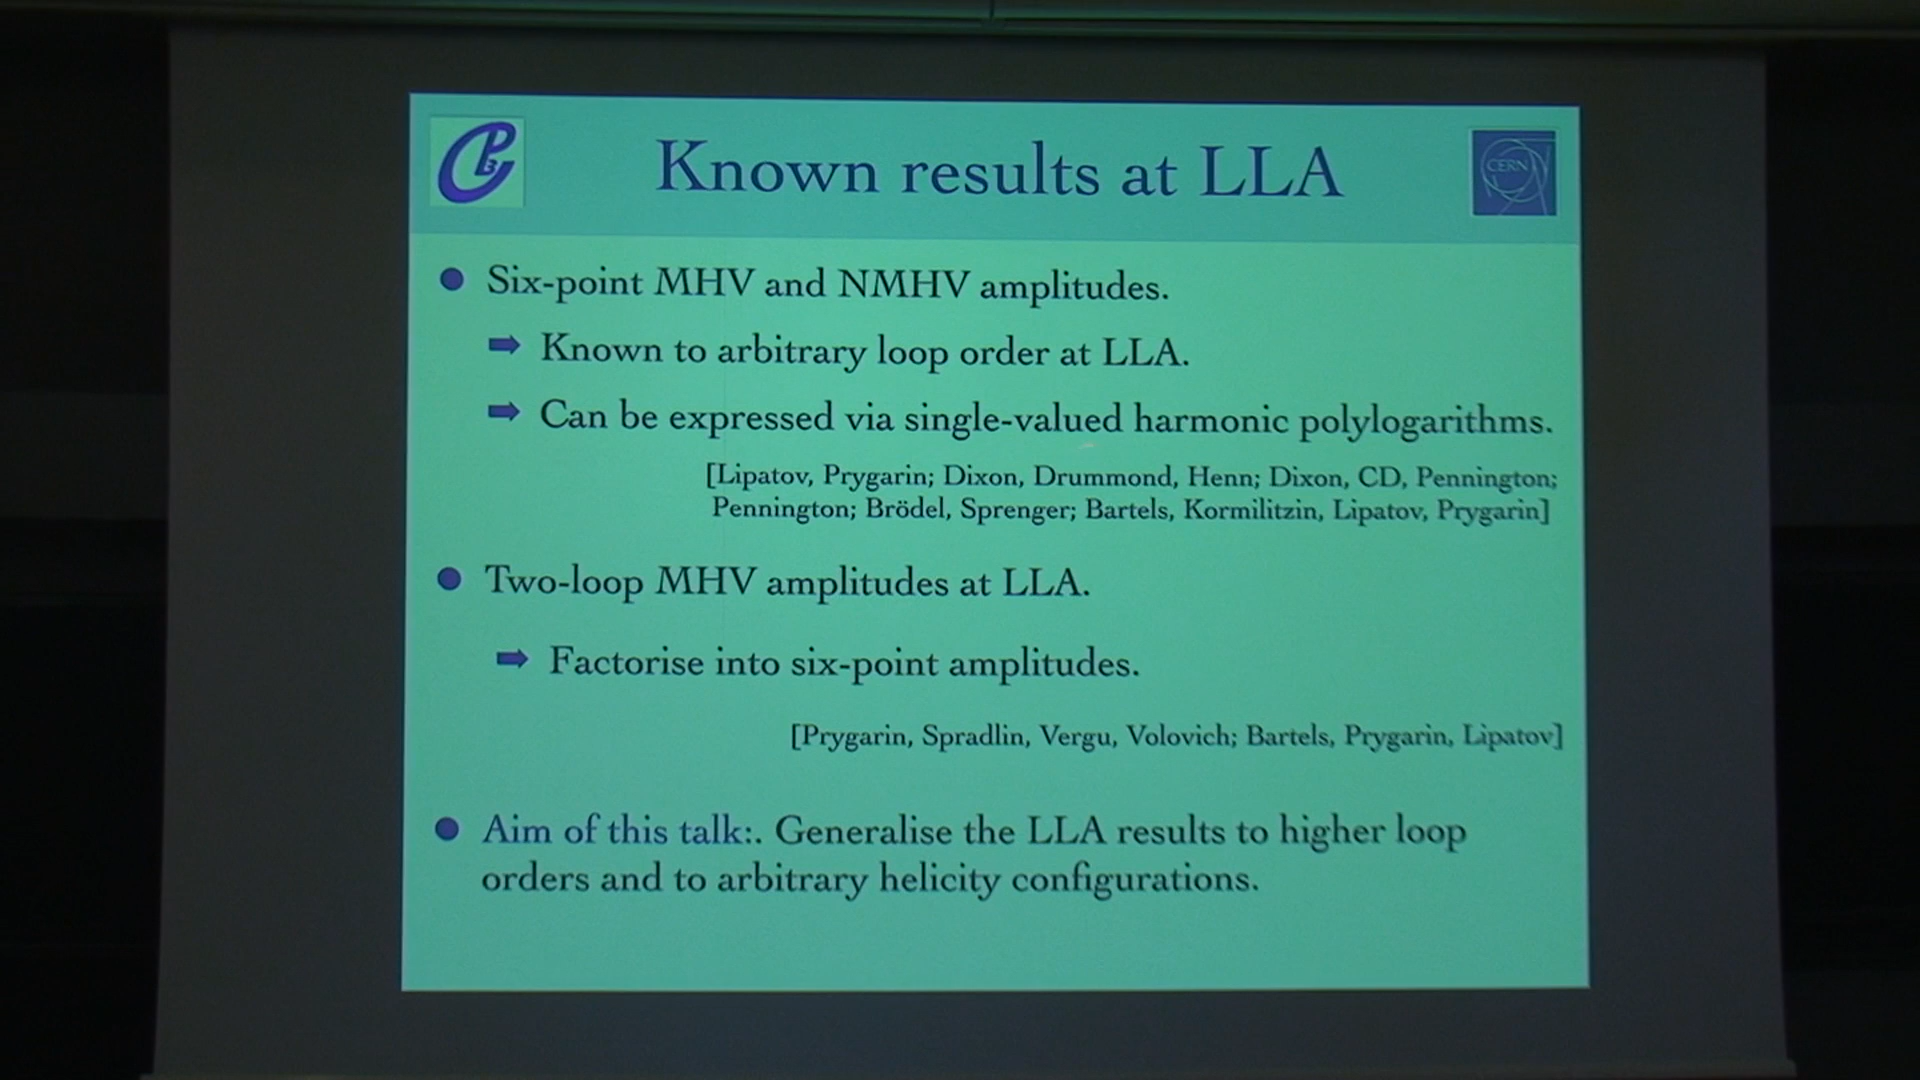 Known results at LLA
CP3
CERN
Six-point MHV and NMHV amplitudes.
Known to arbitrary loop order at LLA.
Can be expressed via single-valued harmonic polylogarithms.
[Lipatov, Prygarin; Dixon, Drummond, Henn; Dixon, CD, Pennington;
Pennington; Brödel, Sprenger; Bartels, Kormilitzin, Lipatov, Prygarin]
Two-loop MHV amplitudes at LLA.
Factorise into six-point amplitudes.
[Prygarin, Spradlin, Vergu, Volovich; Bartels, Prygarin, Lipatov]
Aim of this talk:. Generalise the LLA results to higher loop
orders and to arbitrary helicity configurations.